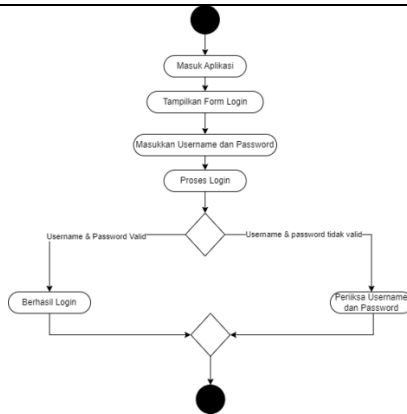 Masuk Aplikasi
Tampilkan Form Login
Masukkan Username dan Password
Proses Login
Username & Password Valid
Username & password tidak valid
Berhasil Login
Periiksa Username
dan Password